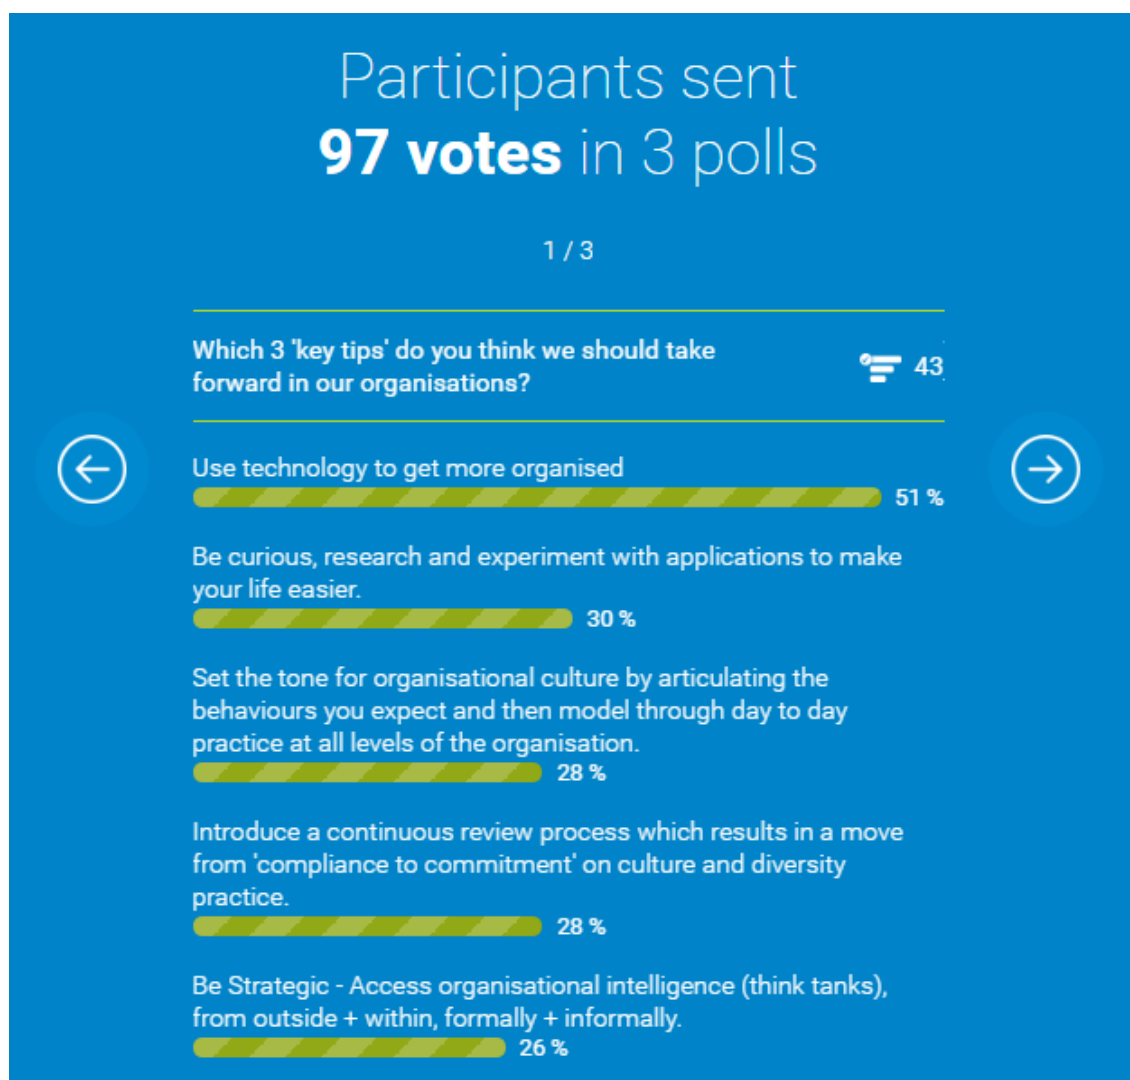 Participants sent
97 votes in 3 polls
1 / 3
Which 3 'key tips' do you think we should take
forward in our organisations?
43
Use technology to get more organised
51 %
Be curious, research and experiment with applications to make
your life easier.
30 %
Set the tone for organisational culture by articulating the
behaviours you expect and then model through day to day
practice at all levels of the organisation.
28 %
Introduce a continuous review process which results in a move
from 'compliance to commitment' on culture and diversity
practice.
28 %
Be Strategic - Access organisational intelligence (think tanks),
from outside + within, formally + informally.
26 %